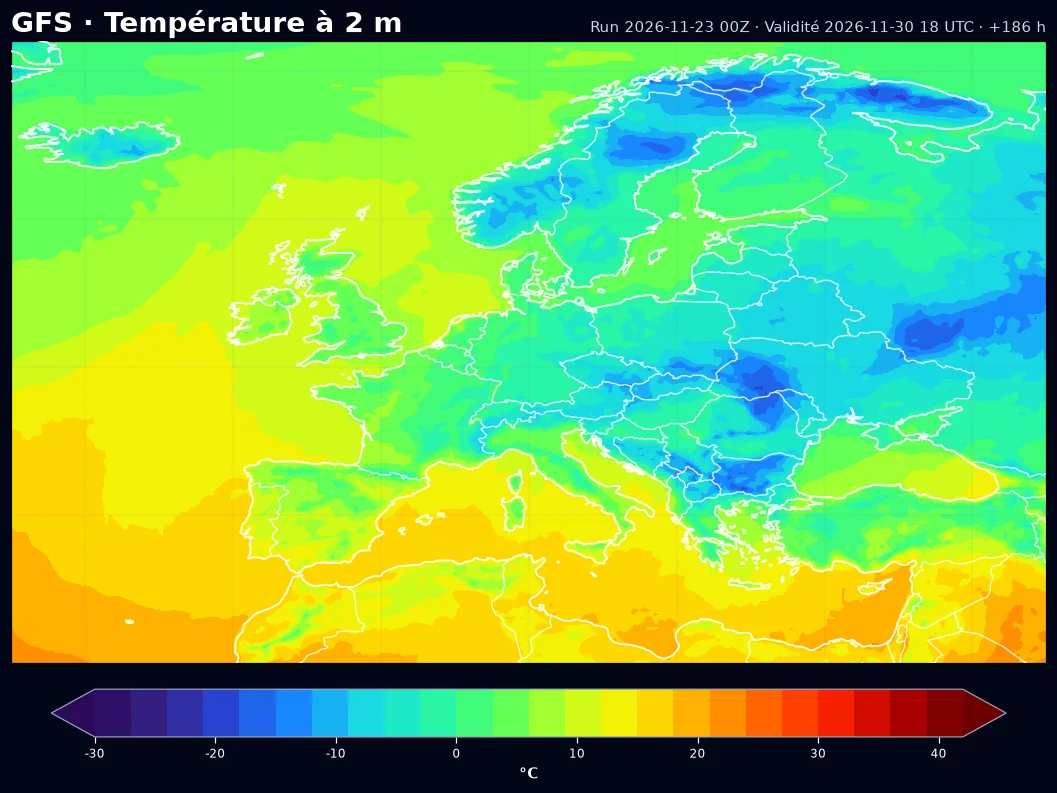 GFS · Température à 2 m
Run 2026-11-23 00Z · Validité 2026-11-30 18 UTC · +186 h
-30 -20 -10 0 10 20 30 40
°C